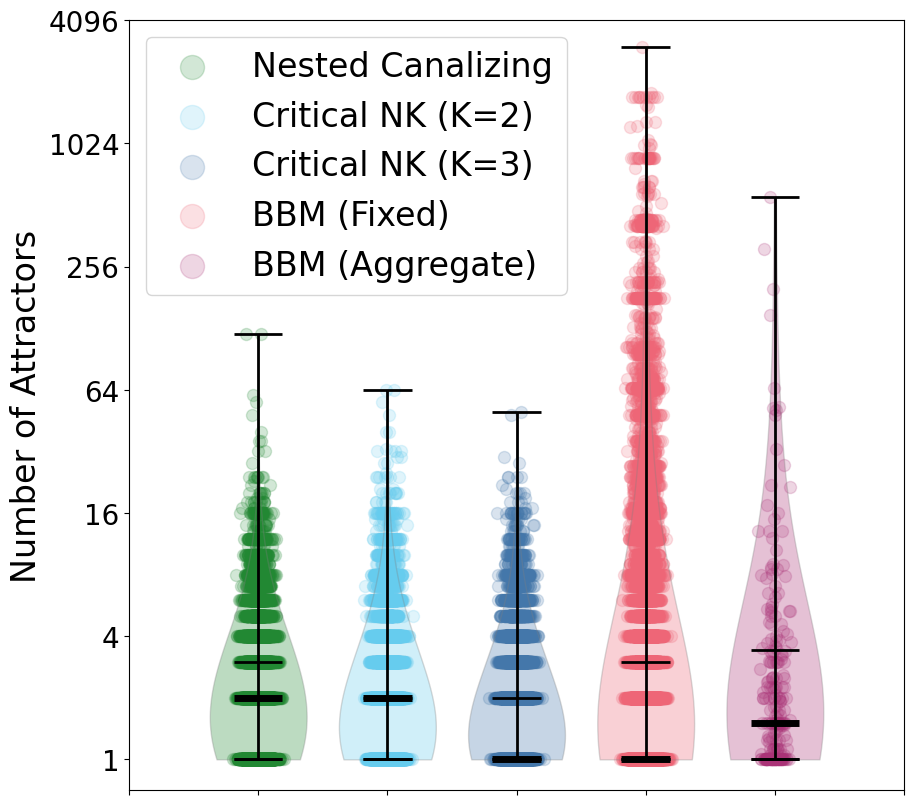 4096
1024
256
64
16
4
1
Number of Attractors
Nested Canalizing
Critical NK (K=2)
Critical NK (K=3)
BBM (Fixed)
BBM (Aggregate)